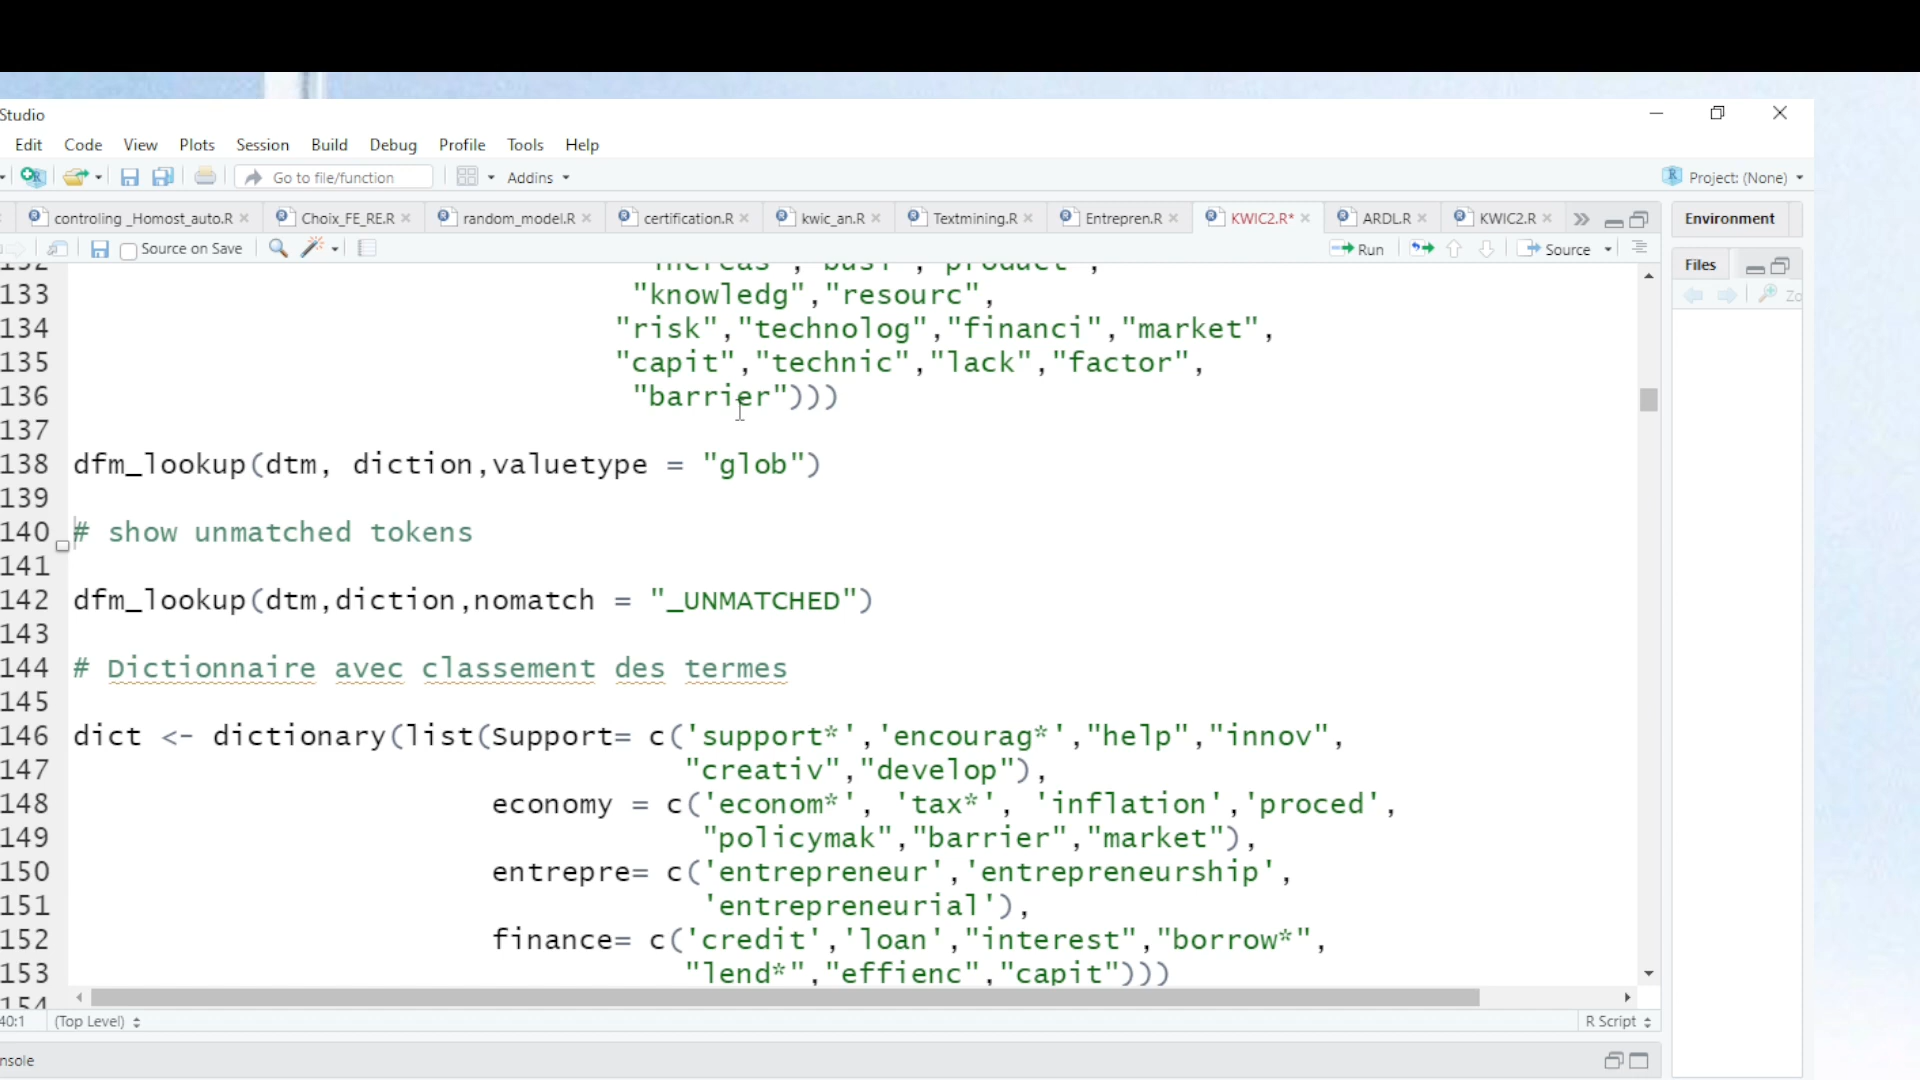 Studio
Edit Code View Plots Session Build Debug Profile Tools Help
Go to file/function Addins Project: (None)
controling _Homost_auto.R Choix_FE_RE.R random_model.R certification.R kwic_an.R Textmining.R Entrepren.R KWIC2.R* ARDL.R KWIC2.R Environment
Source on Save Run Source Files
133 "knowledg","resourc",
134 "risk","technolog","financi","market",
135 "capit","technic","lack","factor",
136 "barrier")))
137
138 dfm_lookup(dtm, diction,valuetype = "glob")
139
140 # show unmatched tokens
141
142 dfm_lookup(dtm,diction,nomatch = "_UNMATCHED")
143
144 # Dictionnaire avec classement des termes
145
146 dict <- dictionary(list(Support= c('support*','encourag*',"help","innov",
147 "creativ","develop"),
148 economy = c('econom*', 'tax*', 'inflation','proced',
149 "policymak","barrier","market"),
150 entrepre= c('entrepreneur','entrepreneurship',
151 'entrepreneurial'),
152 finance= c('credit','loan',"interest","borrow*",
153 "lend*","effienc","capit")))
40:1 (Top Level) R Script
nsole